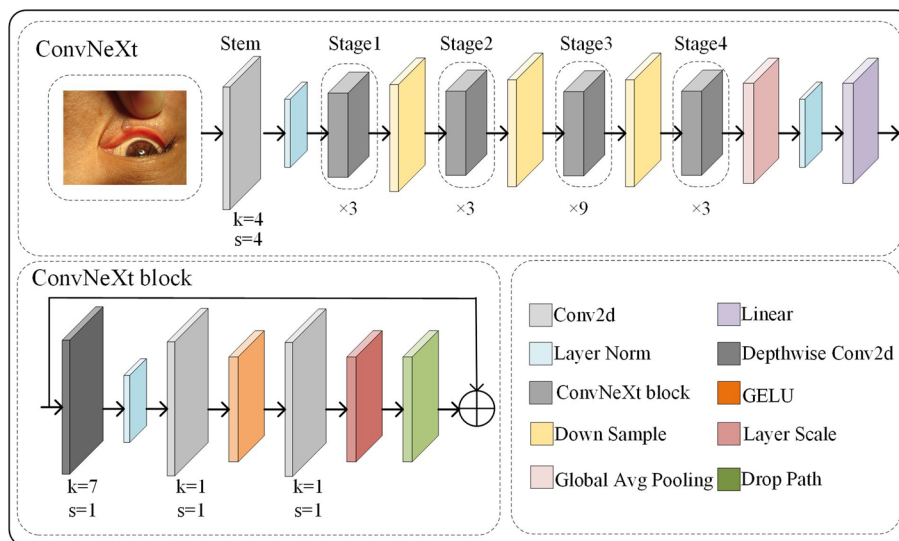 ConvNeXt
Stem
Stage1
Stage2
Stage3
Stage4
×3
×3
×9
×3
k=4
s=4
ConvNeXt block
k=7
s=1
k=1
s=1
k=1
s=1
Conv2d
Linear
Layer Norm
Depthwise Conv2d
ConvNeXt block
GELU
Down Sample
Layer Scale
Global Avg Pooling
Drop Path